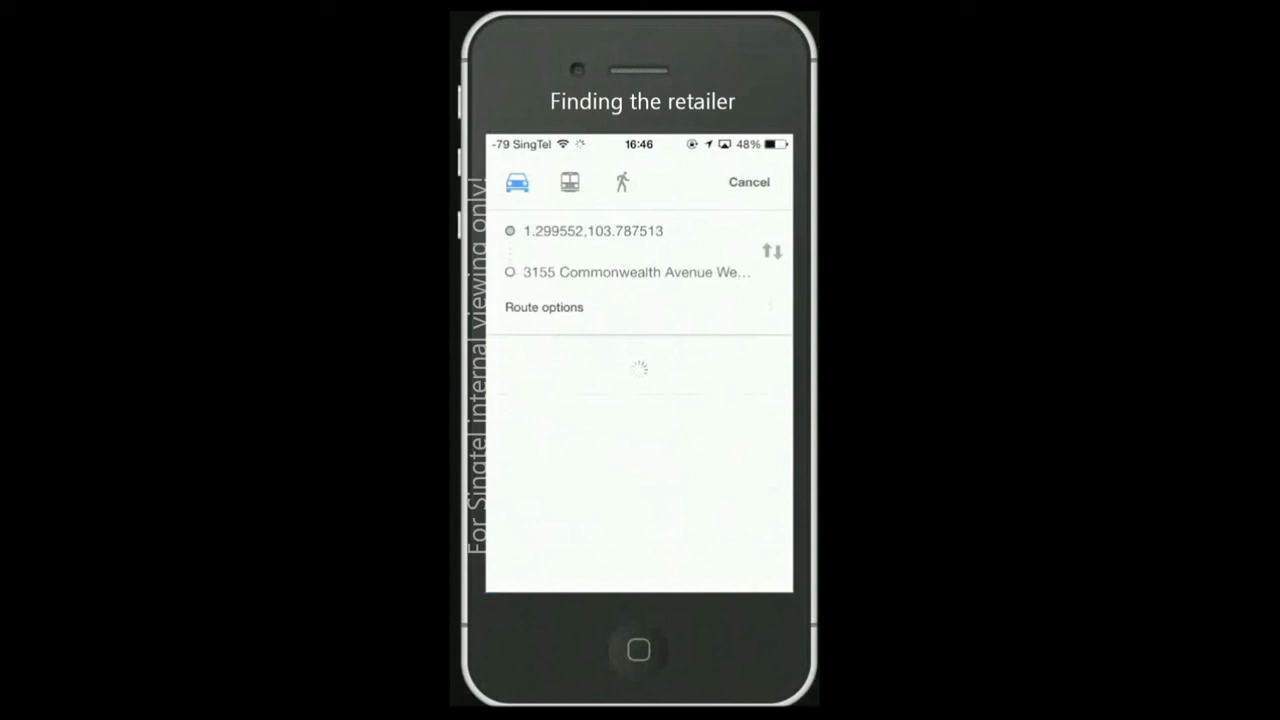 Finding the retailer
-79 SingTel 16:46 48%
Cancel
1.299552,103.787513
3155 Commonwealth Avenue We...
Route options
For Singtel internal viewing only!